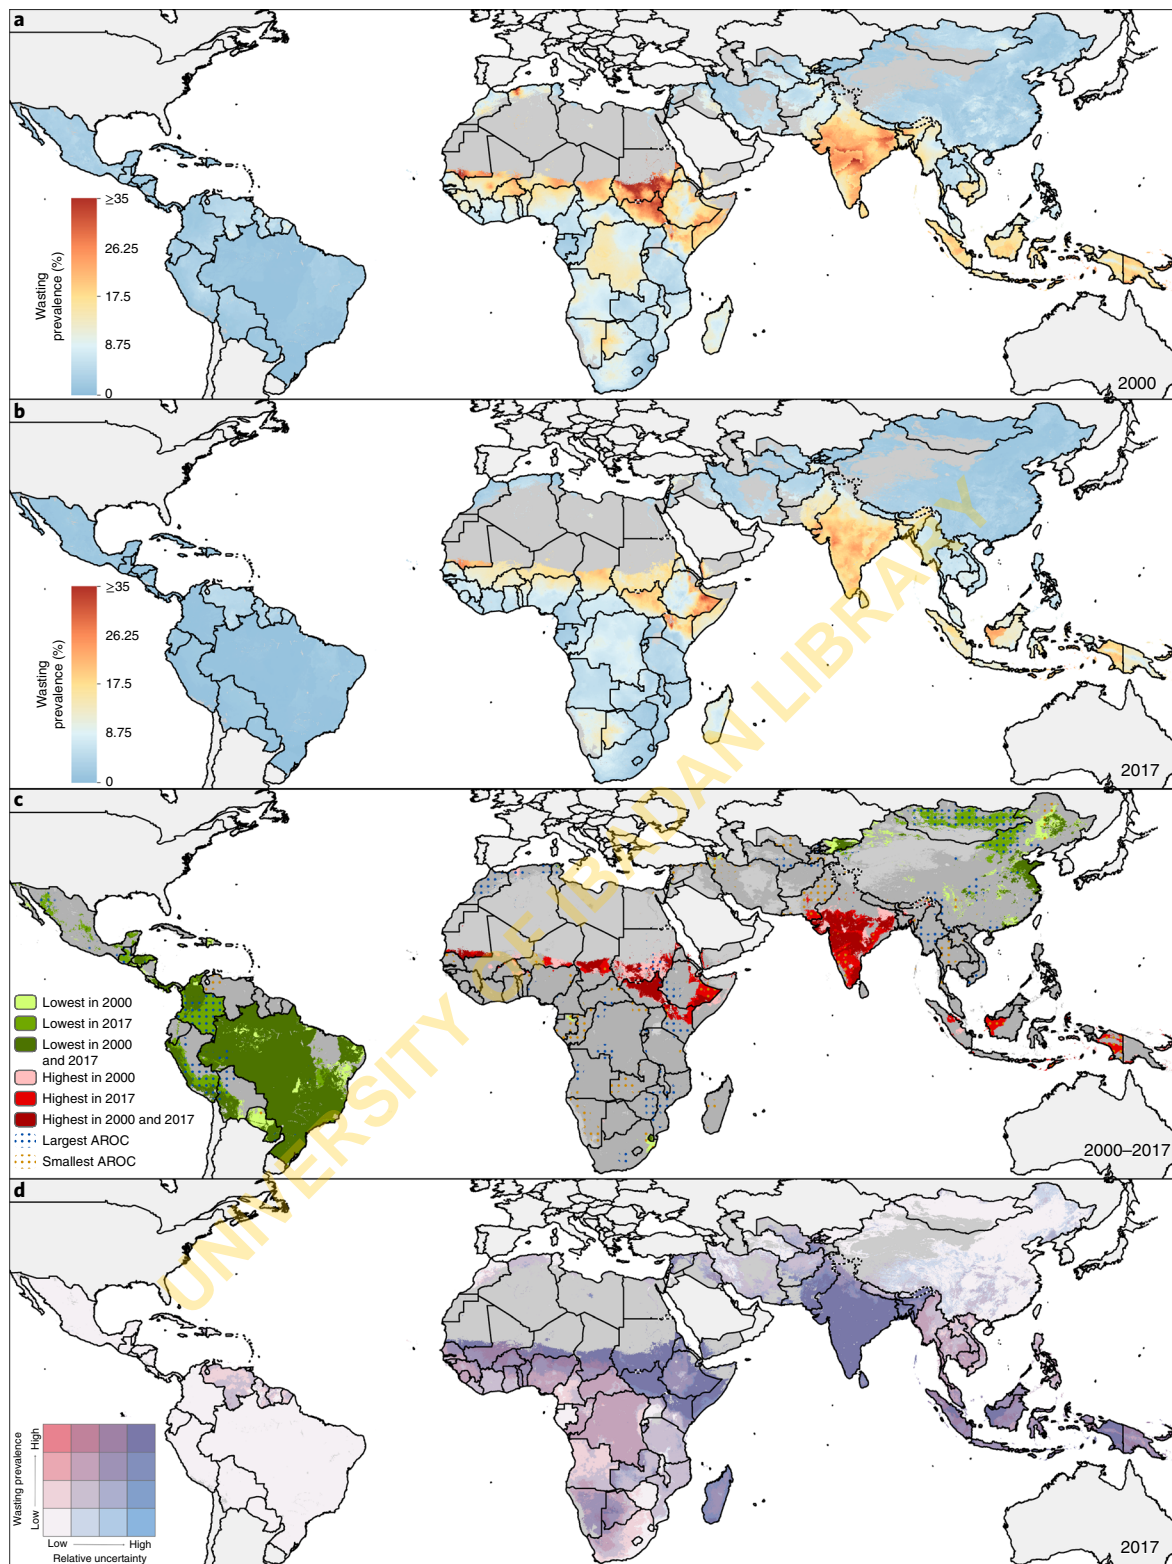 a
≥35
26.25
17.5
8.75
0
Wasting
prevalence (%)
2000
b
≥35
26.25
17.5
8.75
0
Wasting
prevalence (%)
2017
c
Lowest in 2000
Lowest in 2017
Lowest in 2000
and 2017
Highest in 2000
Highest in 2017
Highest in 2000 and 2017
Largest AROC
Smallest AROC
2000–2017
d
Wasting prevalence
High
Low
Low
High
Relative uncertainty
2017
UNIVERSITY OF IBADAN LIBRARY